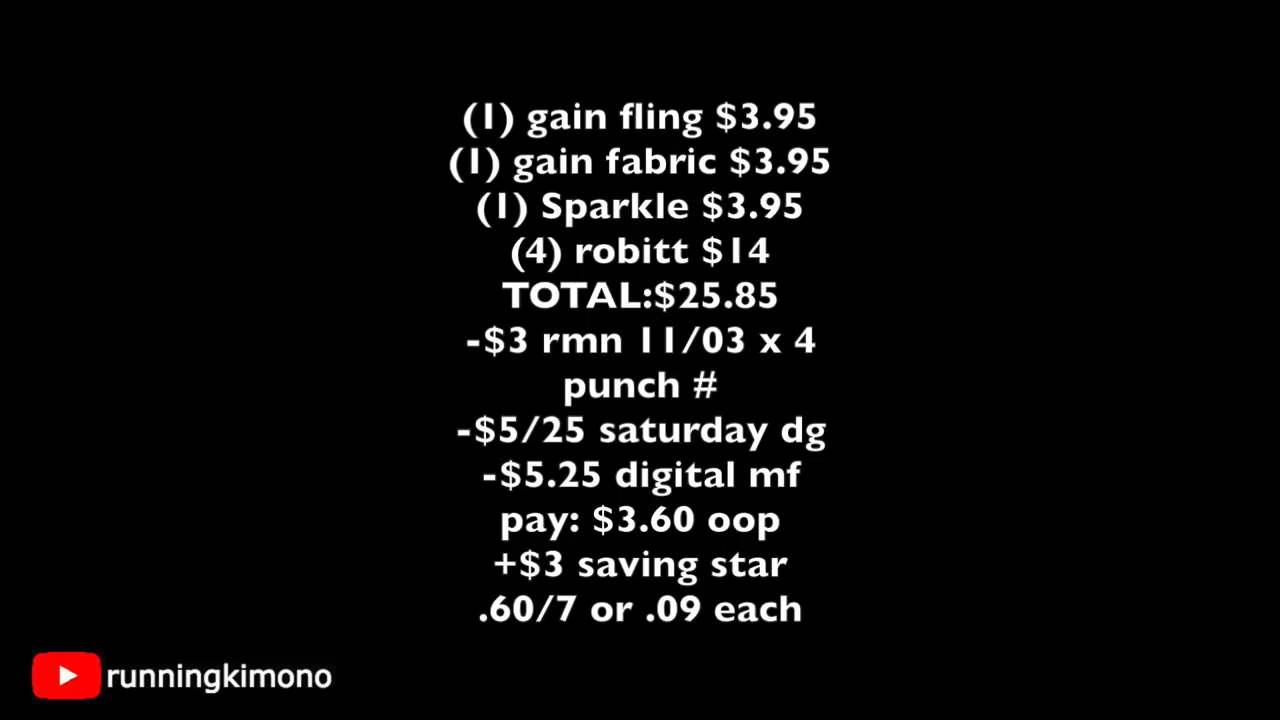 (1) gain fling $3.95
(1) gain fabric $3.95
(1) Sparkle $3.95
(4) robitt $14
TOTAL:$25.85
-$3 rmn 11/03 x 4
punch #
-$5/25 saturday dg
-$5.25 digital mf
pay: $3.60 oop
+$3 saving star
.60/7 or .09 each
runningkimono